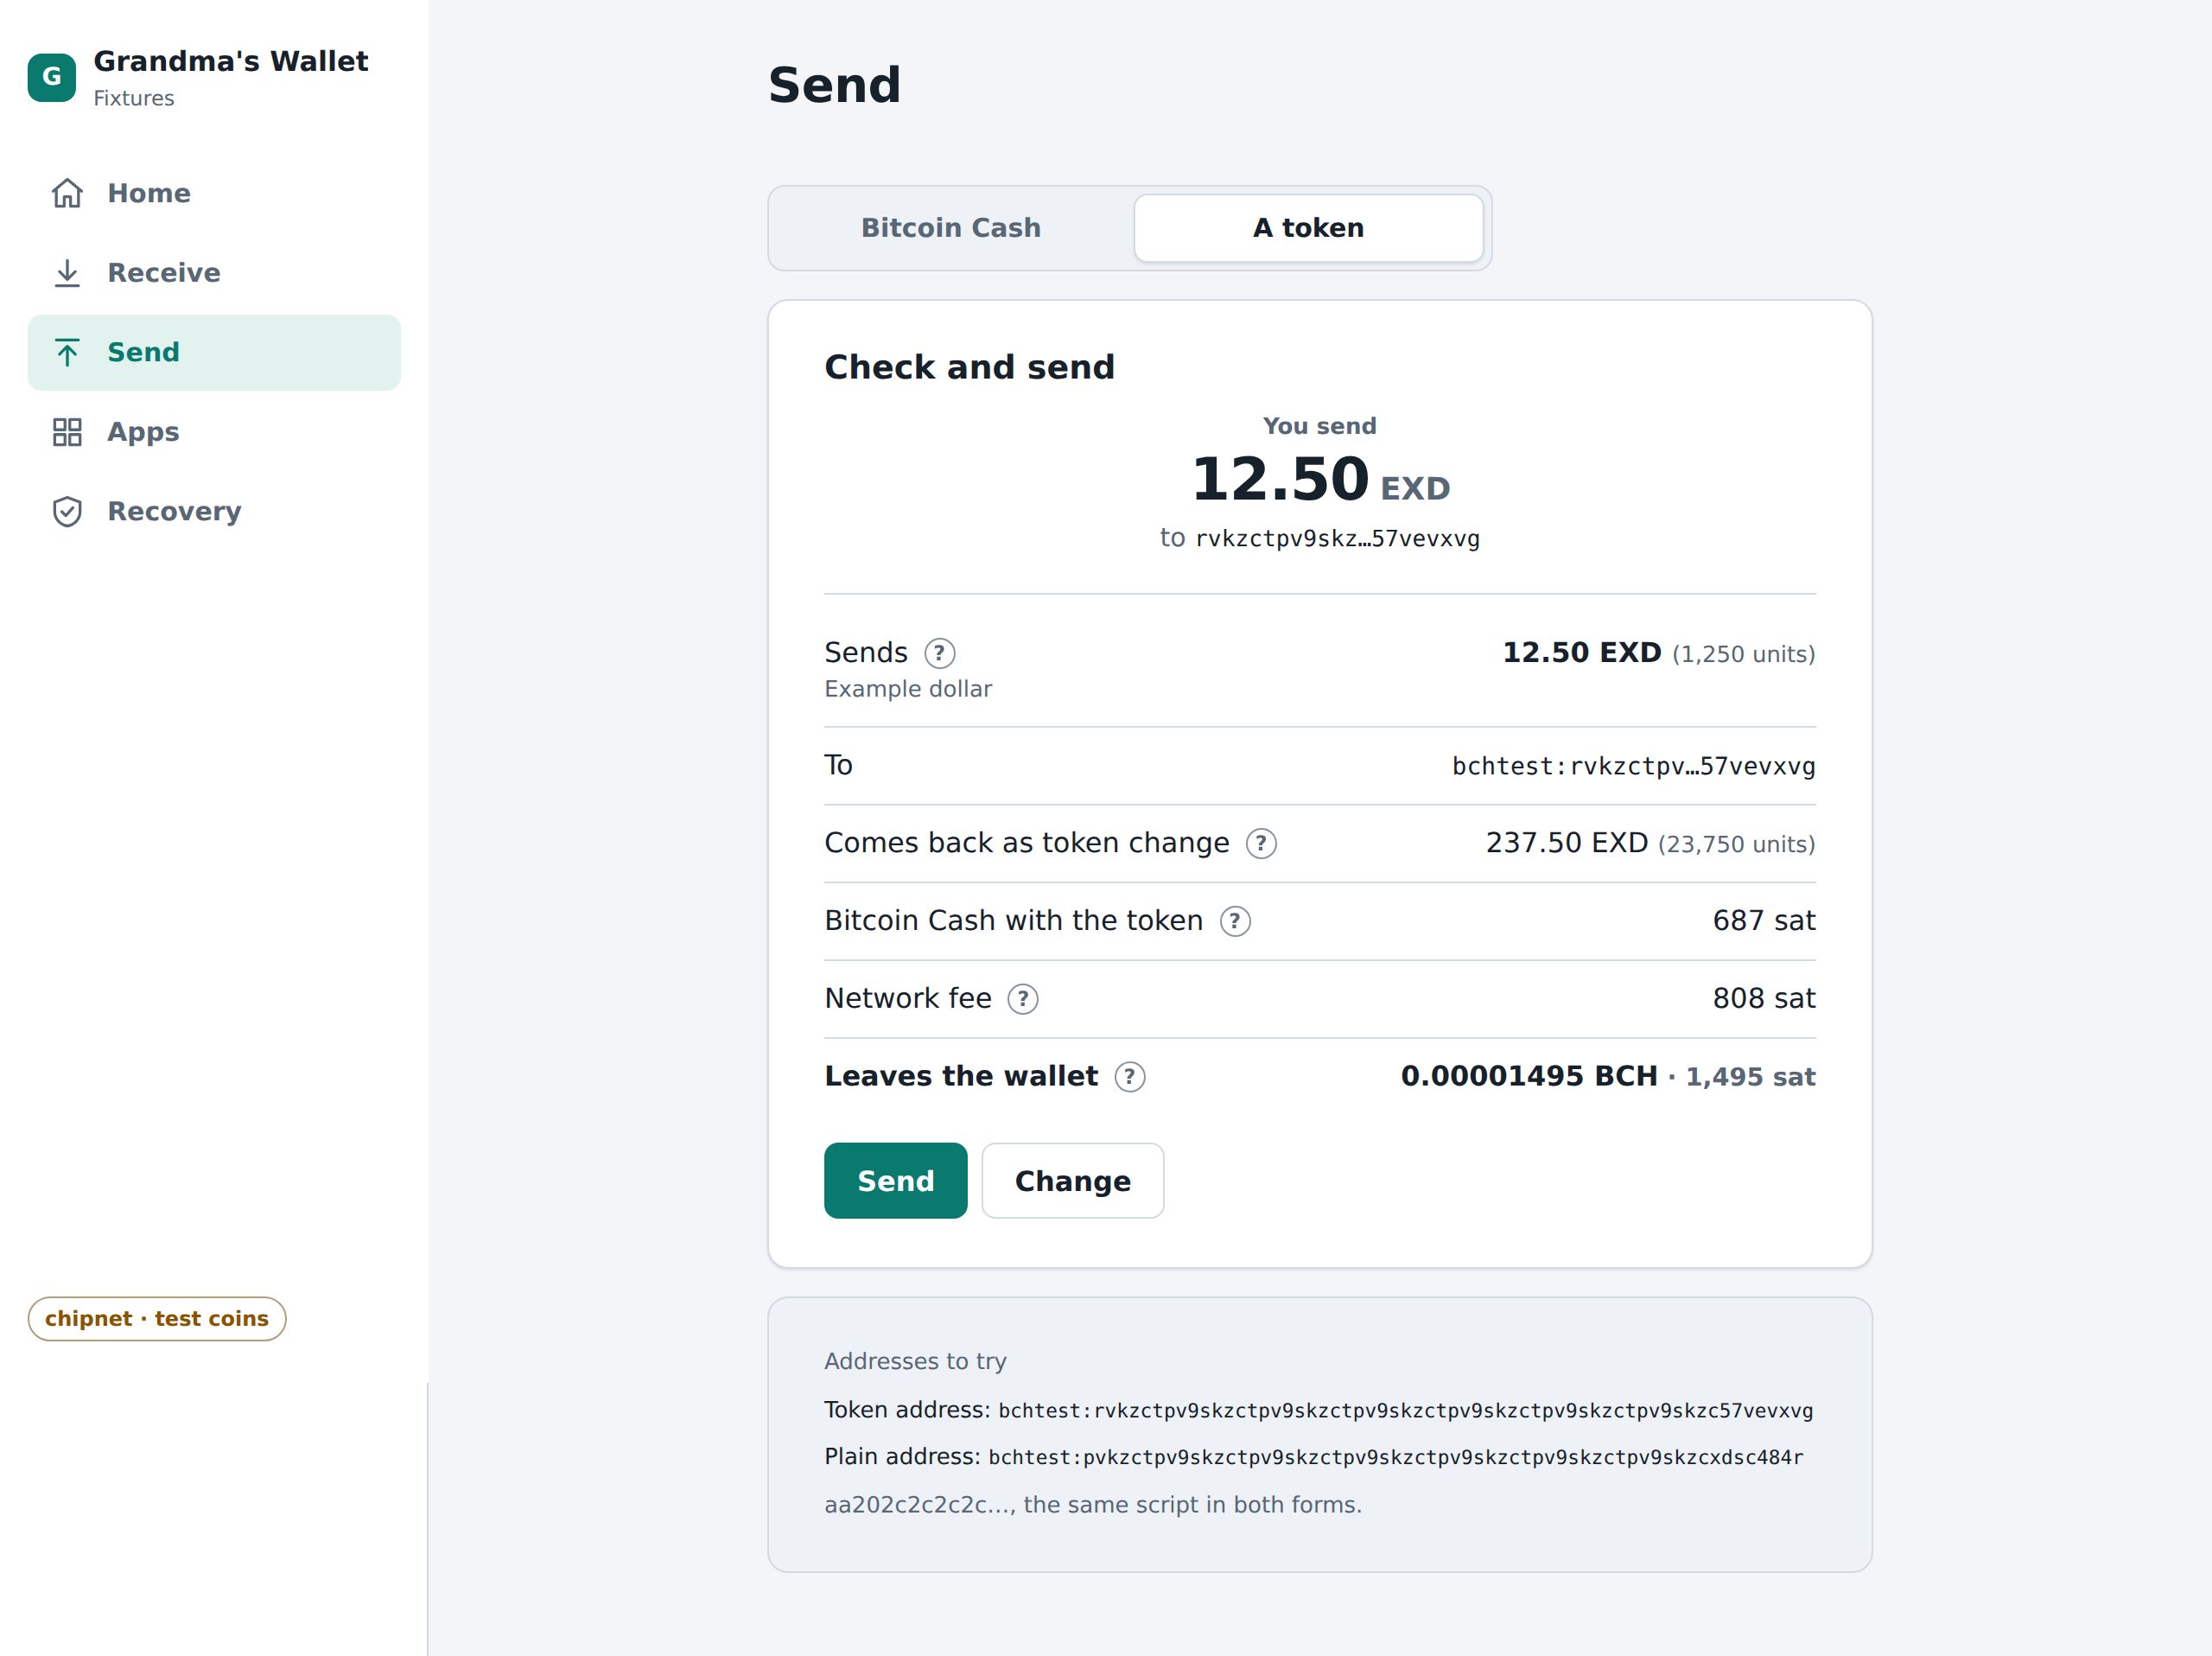 G
Grandma's Wallet
Fixtures
Home
Receive
Send
Apps
Recovery
chipnet · test coins
Send
Bitcoin Cash
A token
Check and send
You send
12.50 EXD
to rvkzctpv9skz…57vevxvg
Sends ? 12.50 EXD (1,250 units)
Example dollar
To bchtest:rvkzctpv…57vevxvg
Comes back as token change ? 237.50 EXD (23,750 units)
Bitcoin Cash with the token ? 687 sat
Network fee ? 808 sat
Leaves the wallet ? 0.00001495 BCH · 1,495 sat
Send
Change
Addresses to try
Token address: bchtest:rvkzctpv9skzctpv9skzctpv9skzctpv9skzctpv9skzctpv9skzc57vevxvg
Plain address: bchtest:pvkzctpv9skzctpv9skzctpv9skzctpv9skzctpv9skzctpv9skzcxdsc484r
aa202c2c2c2c…, the same script in both forms.